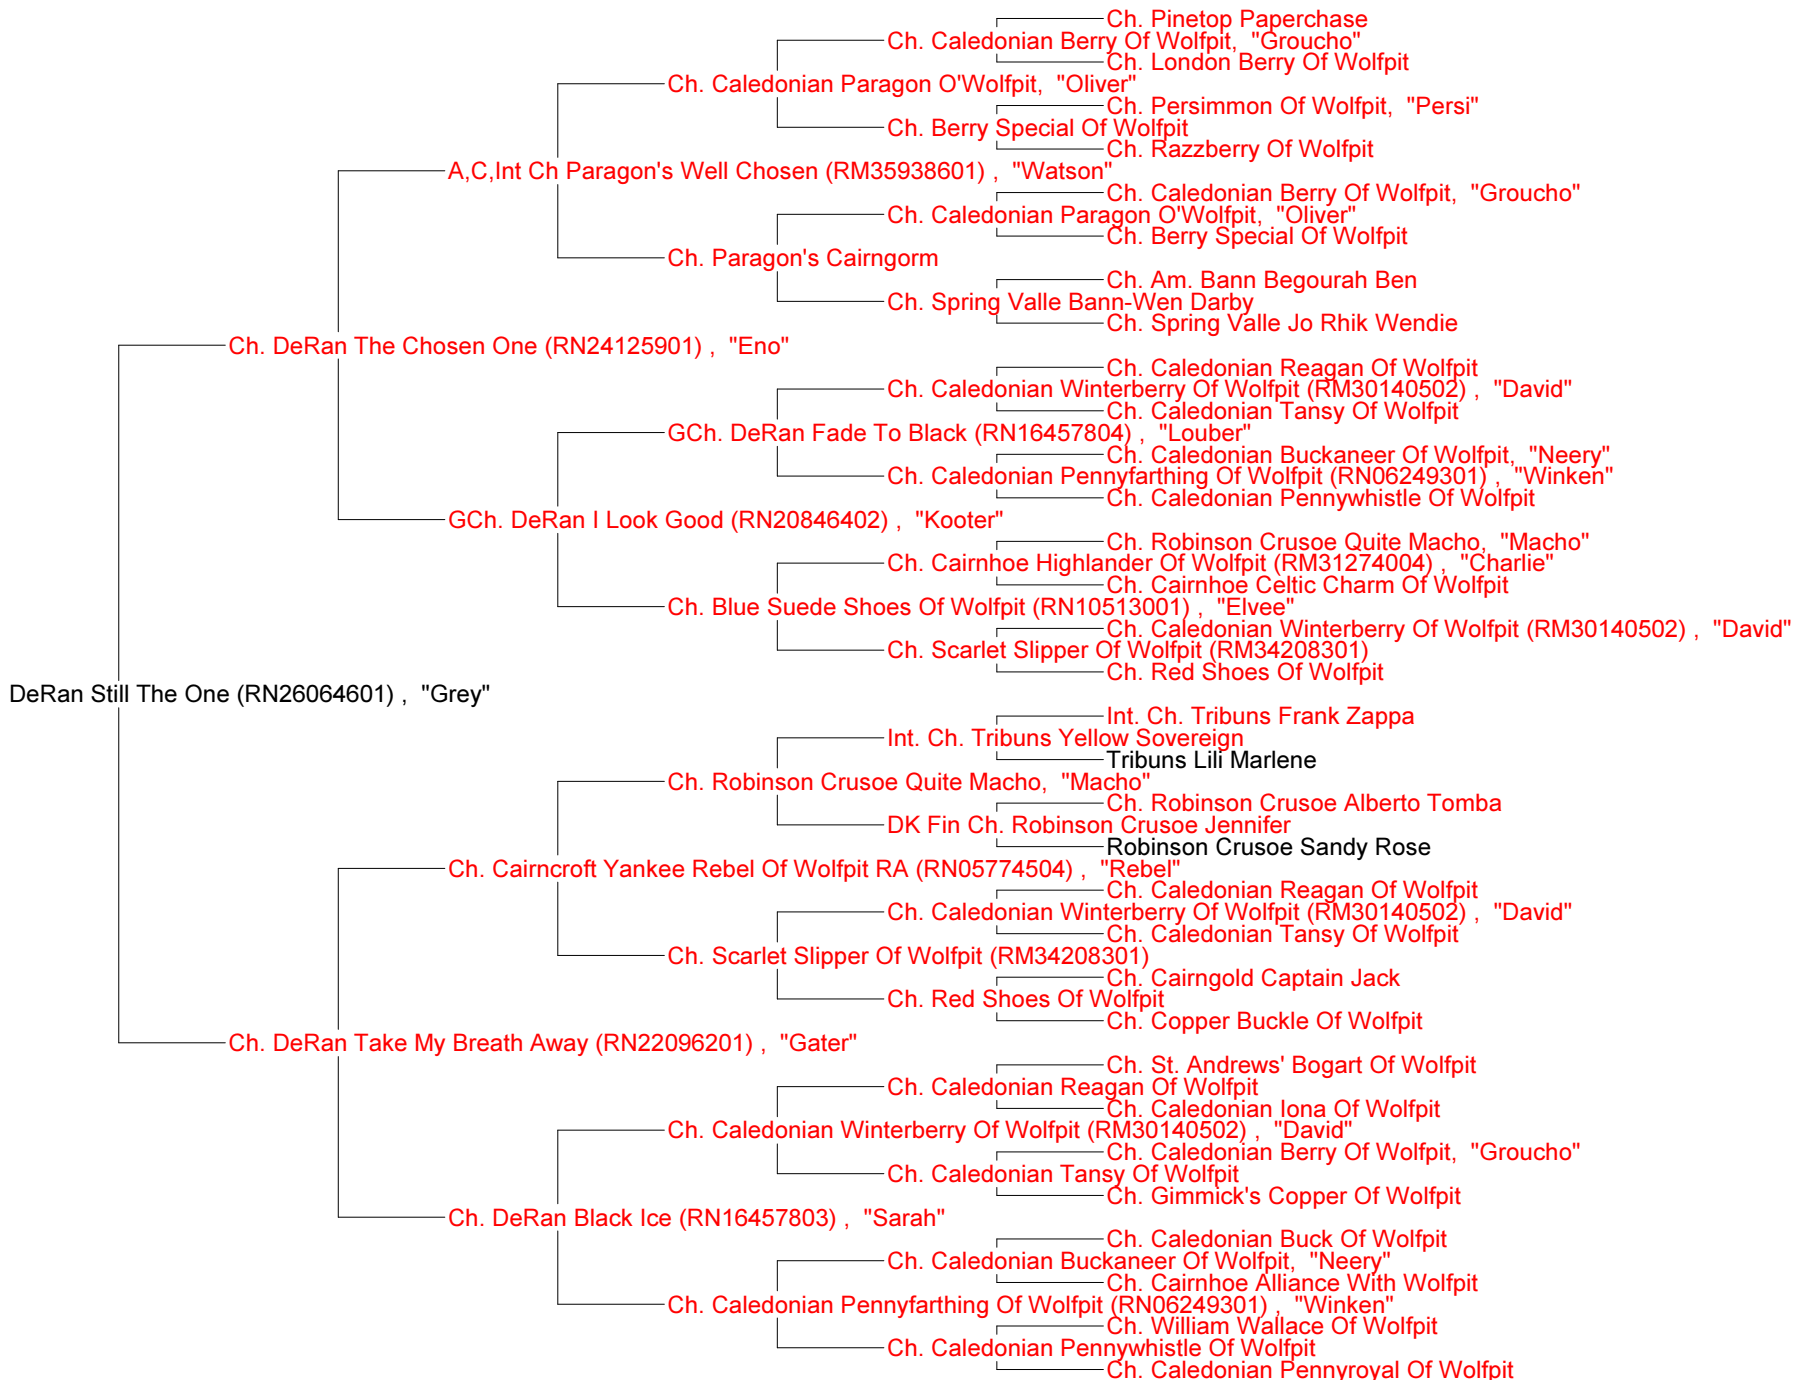 Ch. Pinetop Paperchase
Ch. Caledonian Berry Of Wolfpit, "Groucho"
Ch. London Berry Of Wolfpit
Ch. Caledonian Paragon O'Wolfpit, "Oliver"
Ch. Persimmon Of Wolfpit, "Persi"
Ch. Berry Special Of Wolfpit
Ch. Razzberry Of Wolfpit
A,C,Int Ch Paragon's Well Chosen (RM35938601) , "Watson"
Ch. Caledonian Berry Of Wolfpit, "Groucho"
Ch. Caledonian Paragon O'Wolfpit, "Oliver"
Ch. Berry Special Of Wolfpit
Ch. Paragon's Cairngorm
Ch. Am. Bann Begourah Ben
Ch. Spring Valle Bann-Wen Darby
Ch. Spring Valle Jo Rhik Wendie
Ch. DeRan The Chosen One (RN24125901) , "Eno"
Ch. Caledonian Reagan Of Wolfpit
Ch. Caledonian Winterberry Of Wolfpit (RM30140502) , "David"
Ch. Caledonian Tansy Of Wolfpit
GCh. DeRan Fade To Black (RN16457804) , "Louber"
Ch. Caledonian Buckaneer Of Wolfpit, "Neery"
Ch. Caledonian Pennyfarthing Of Wolfpit (RN06249301) , "Winken"
Ch. Caledonian Pennywhistle Of Wolfpit
GCh. DeRan I Look Good (RN20846402) , "Kooter"
Ch. Robinson Crusoe Quite Macho, "Macho"
Ch. Cairnhoe Highlander Of Wolfpit (RM31274004) , "Charlie"
Ch. Cairnhoe Celtic Charm Of Wolfpit
Ch. Blue Suede Shoes Of Wolfpit (RN10513001) , "Elvee"
Ch. Caledonian Winterberry Of Wolfpit (RM30140502) , "David"
Ch. Scarlet Slipper Of Wolfpit (RM34208301)
Ch. Red Shoes Of Wolfpit
DeRan Still The One (RN26064601) , "Grey"
Int. Ch. Tribuns Frank Zappa
Int. Ch. Tribuns Yellow Sovereign
Tribuns Lili Marlene
Ch. Robinson Crusoe Quite Macho, "Macho"
Ch. Robinson Crusoe Alberto Tomba
DK Fin Ch. Robinson Crusoe Jennifer
Robinson Crusoe Sandy Rose
Ch. Cairncroft Yankee Rebel Of Wolfpit RA (RN05774504) , "Rebel"
Ch. Caledonian Reagan Of Wolfpit
Ch. Caledonian Winterberry Of Wolfpit (RM30140502) , "David"
Ch. Caledonian Tansy Of Wolfpit
Ch. Scarlet Slipper Of Wolfpit (RM34208301)
Ch. Cairngold Captain Jack
Ch. Red Shoes Of Wolfpit
Ch. Copper Buckle Of Wolfpit
Ch. DeRan Take My Breath Away (RN22096201) , "Gater"
Ch. St. Andrews' Bogart Of Wolfpit
Ch. Caledonian Reagan Of Wolfpit
Ch. Caledonian Iona Of Wolfpit
Ch. Caledonian Winterberry Of Wolfpit (RM30140502) , "David"
Ch. Caledonian Berry Of Wolfpit, "Groucho"
Ch. Caledonian Tansy Of Wolfpit
Ch. Gimmick's Copper Of Wolfpit
Ch. DeRan Black Ice (RN16457803) , "Sarah"
Ch. Caledonian Buck Of Wolfpit
Ch. Caledonian Buckaneer Of Wolfpit, "Neery"
Ch. Cairnhoe Alliance With Wolfpit
Ch. Caledonian Pennyfarthing Of Wolfpit (RN06249301) , "Winken"
Ch. William Wallace Of Wolfpit
Ch. Caledonian Pennywhistle Of Wolfpit
Ch. Caledonian Pennyroyal Of Wolfpit